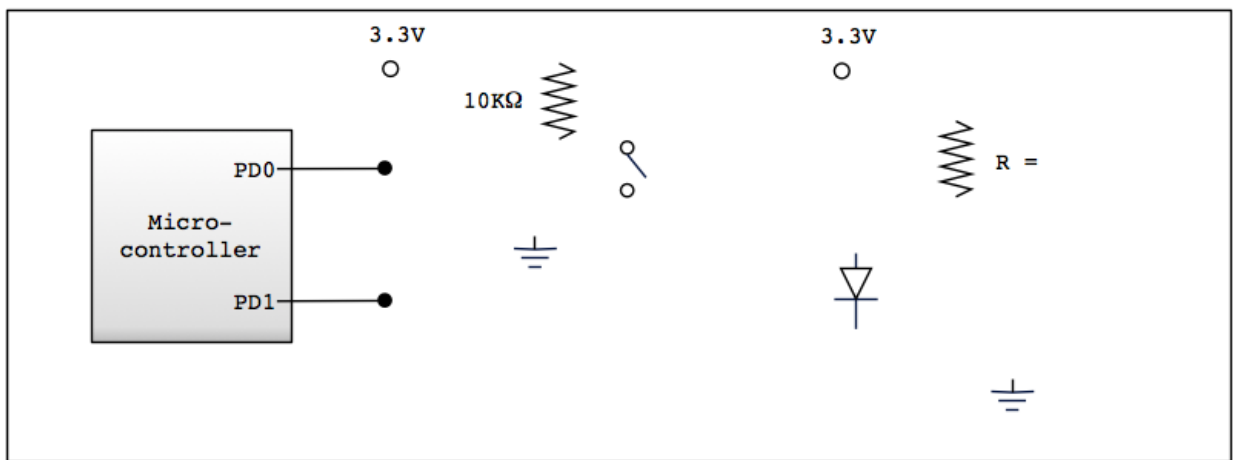 3.3V
3.3V
10KΩ
PD0
R =
Micro-
controller
PD1